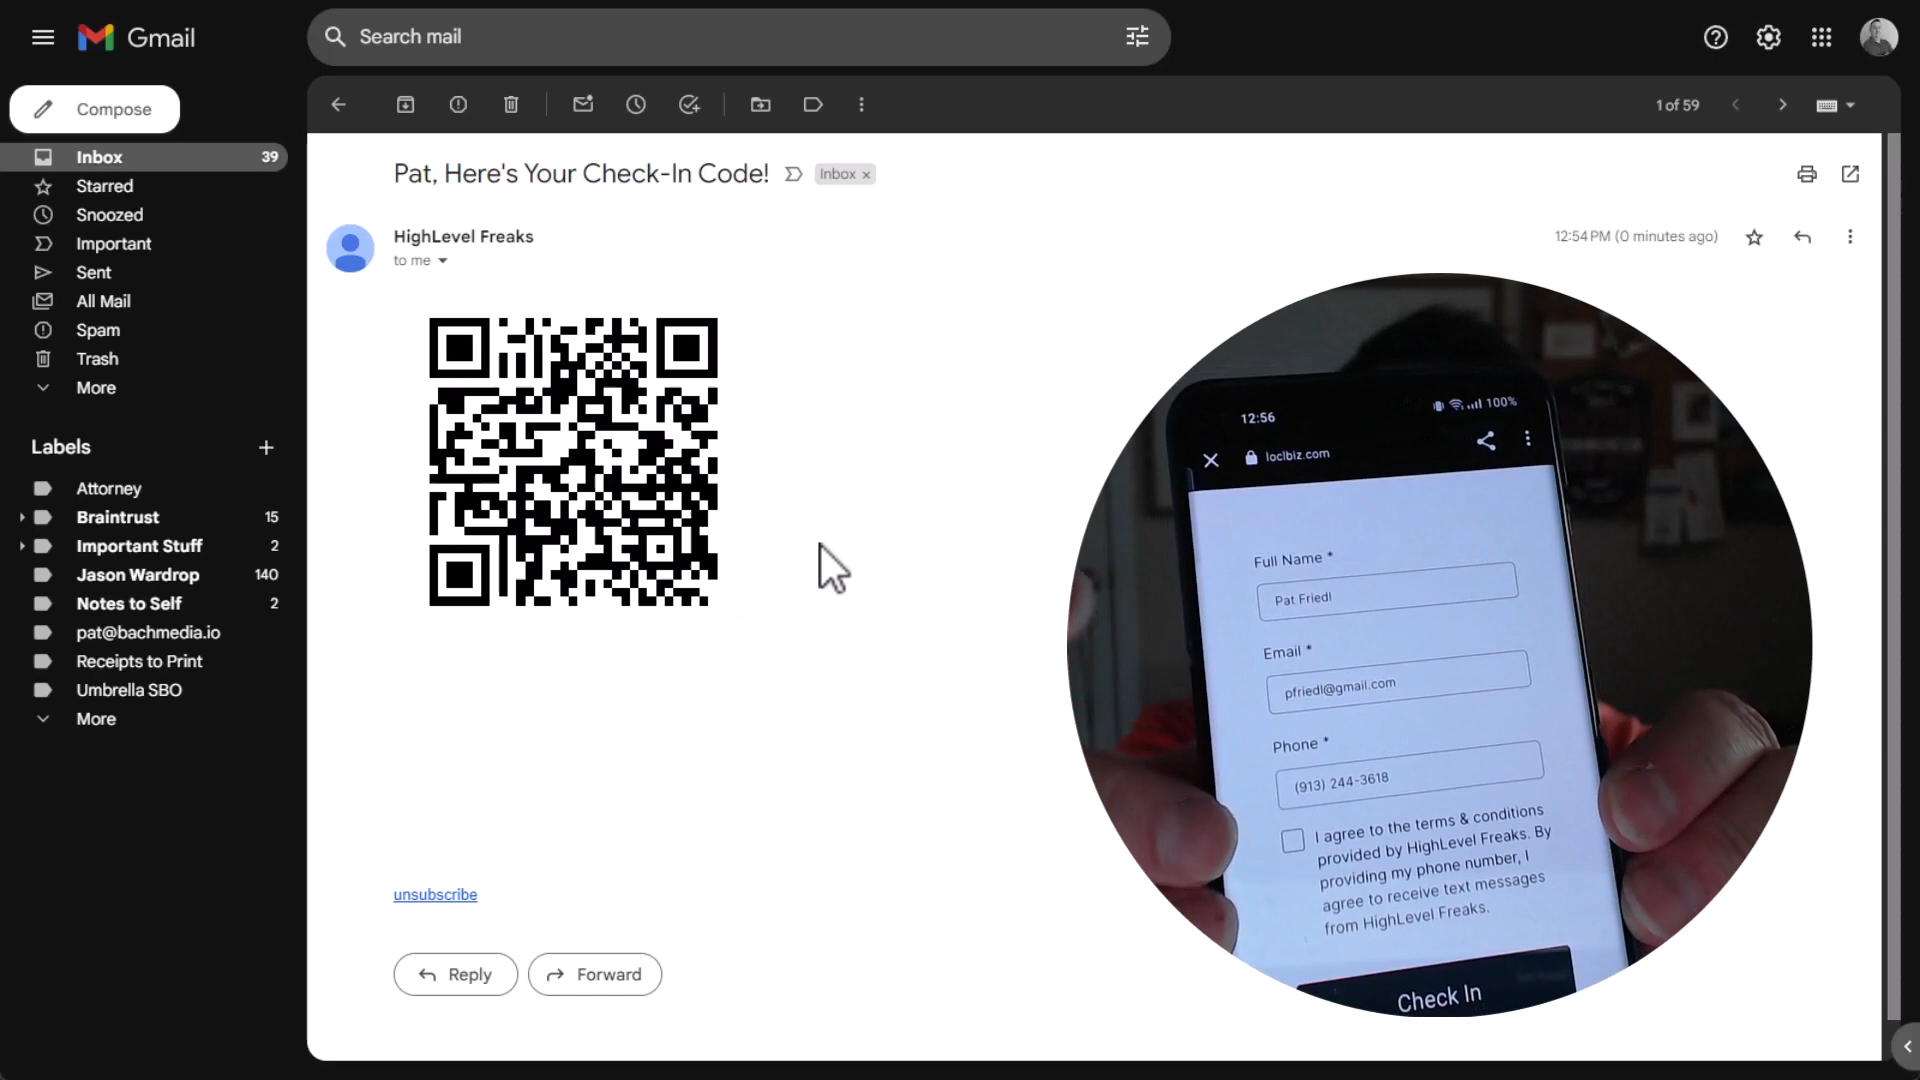 Gmail
Search mail
Compose
1 of 59
Inbox 39
Starred
Snoozed
Important
Sent
All Mail
Spam
Trash
More
Labels
Attorney
Braintrust 15
Important Stuff 2
Jason Wardrop 140
Notes to Self 2
pat@bachmedia.io
Receipts to Print
Umbrella SBO
More
Pat, Here's Your Check-In Code!
Inbox ×
HighLevel Freaks
12:54 PM (0 minutes ago)
to me
unsubscribe
Reply
Forward
12:56
100%
loclbiz.com
Full Name *
Pat Friedl
Email *
pfriedl@gmail.com
Phone *
(913) 244-3618
I agree to the terms & conditions
provided by HighLevel Freaks. By
providing my phone number, I
agree to receive text messages
from HighLevel Freaks.
Check In